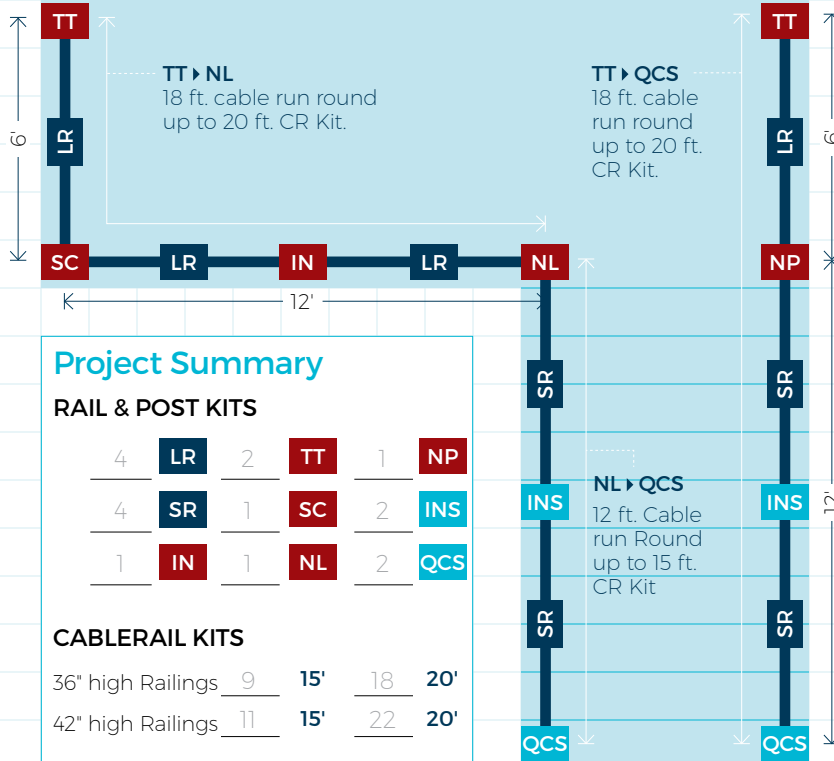 TT
TT
TT ▸ NL
18 ft. cable run round
up to 20 ft. CR Kit.
TT ▸ QCS
18 ft. cable
run round
up to 20 ft.
CR Kit.
6'
LR
LR
6'
SC
LR
IN
LR
NL
NP
12'
Project Summary
RAIL & POST KITS
4 LR 2 TT 1 NP
4 SR 1 SC 2 INS
1 IN 1 NL 2 QCS
CABLERAIL KITS
36" high Railings 9 15' 18 20'
42" high Railings 11 15' 22 20'
SR
SR
INS
INS
NL ▸ QCS
12 ft. Cable
run Round
up to 15 ft.
CR Kit
12'
SR
SR
QCS
QCS